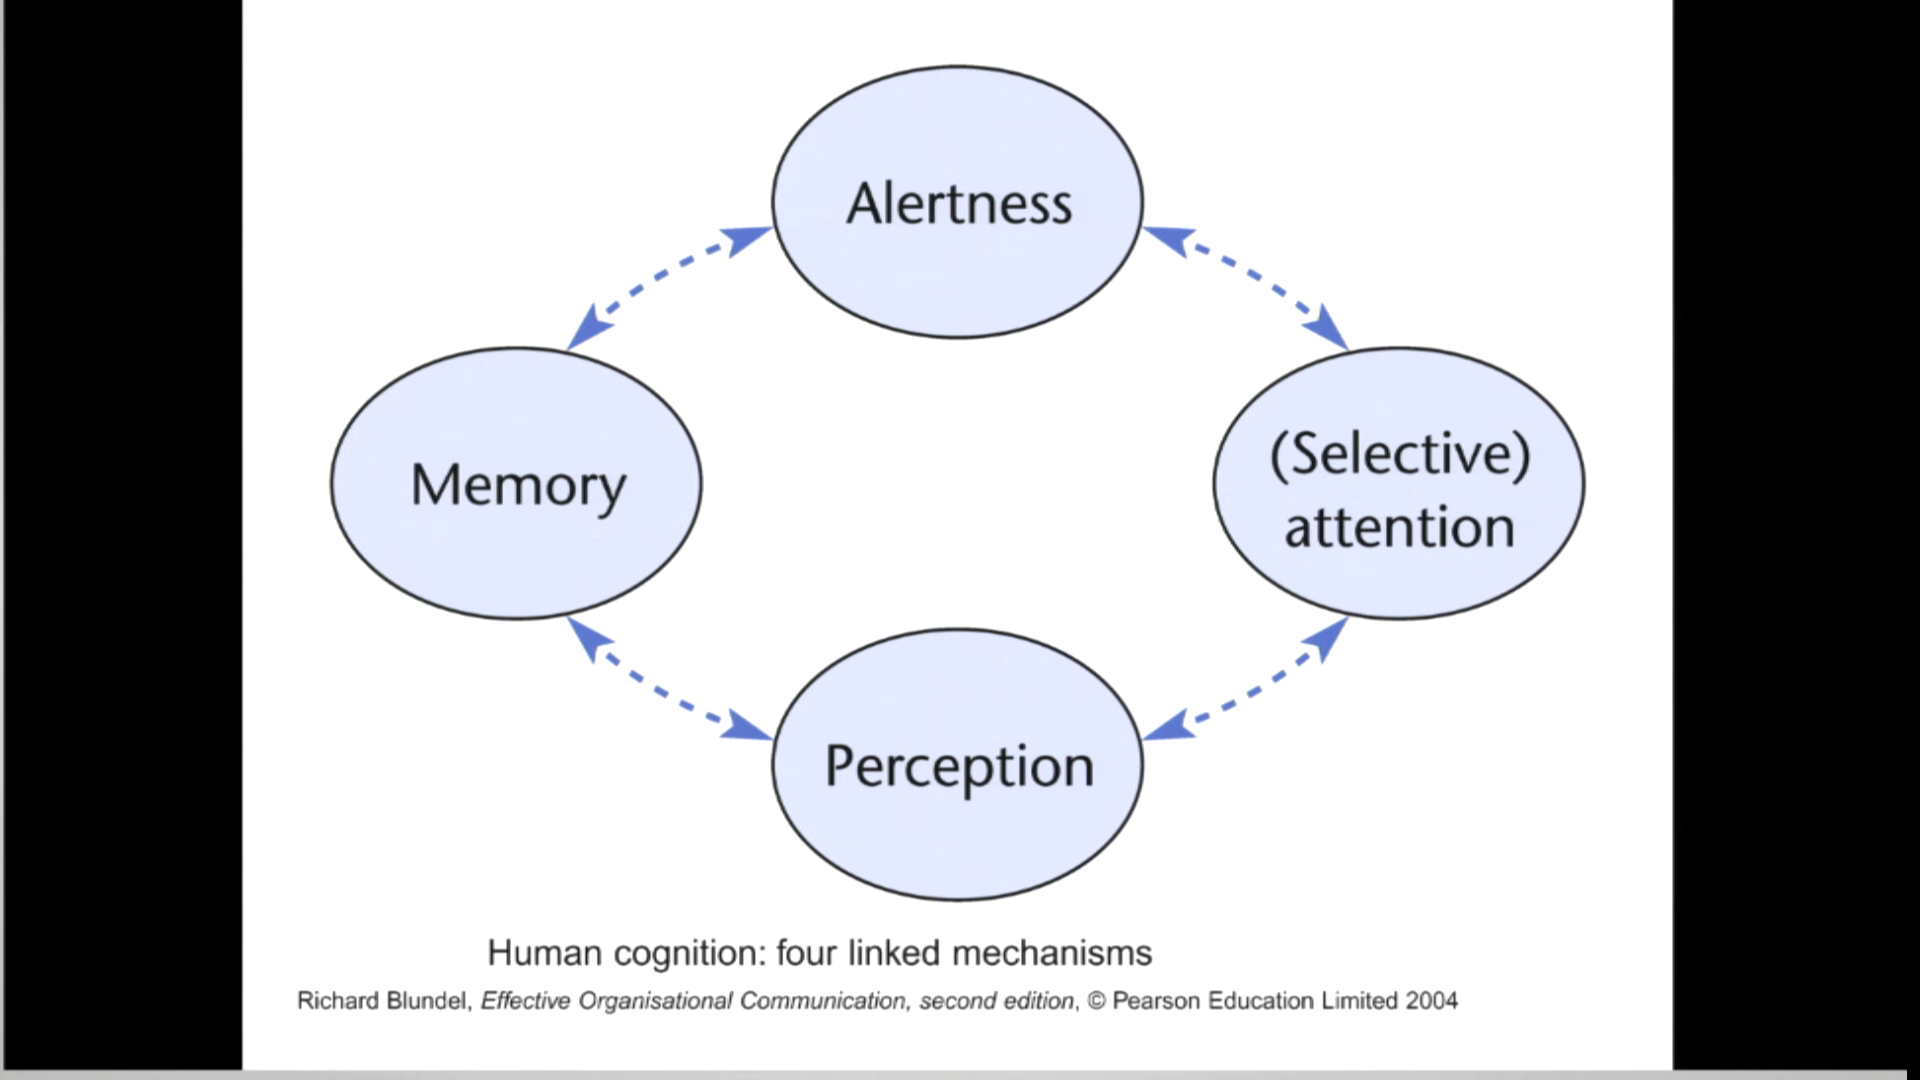 Alertness
Memory
(Selective)
attention
Perception
Human cognition: four linked mechanisms
Richard Blundel, Effective Organisational Communication, second edition, © Pearson Education Limited 2004